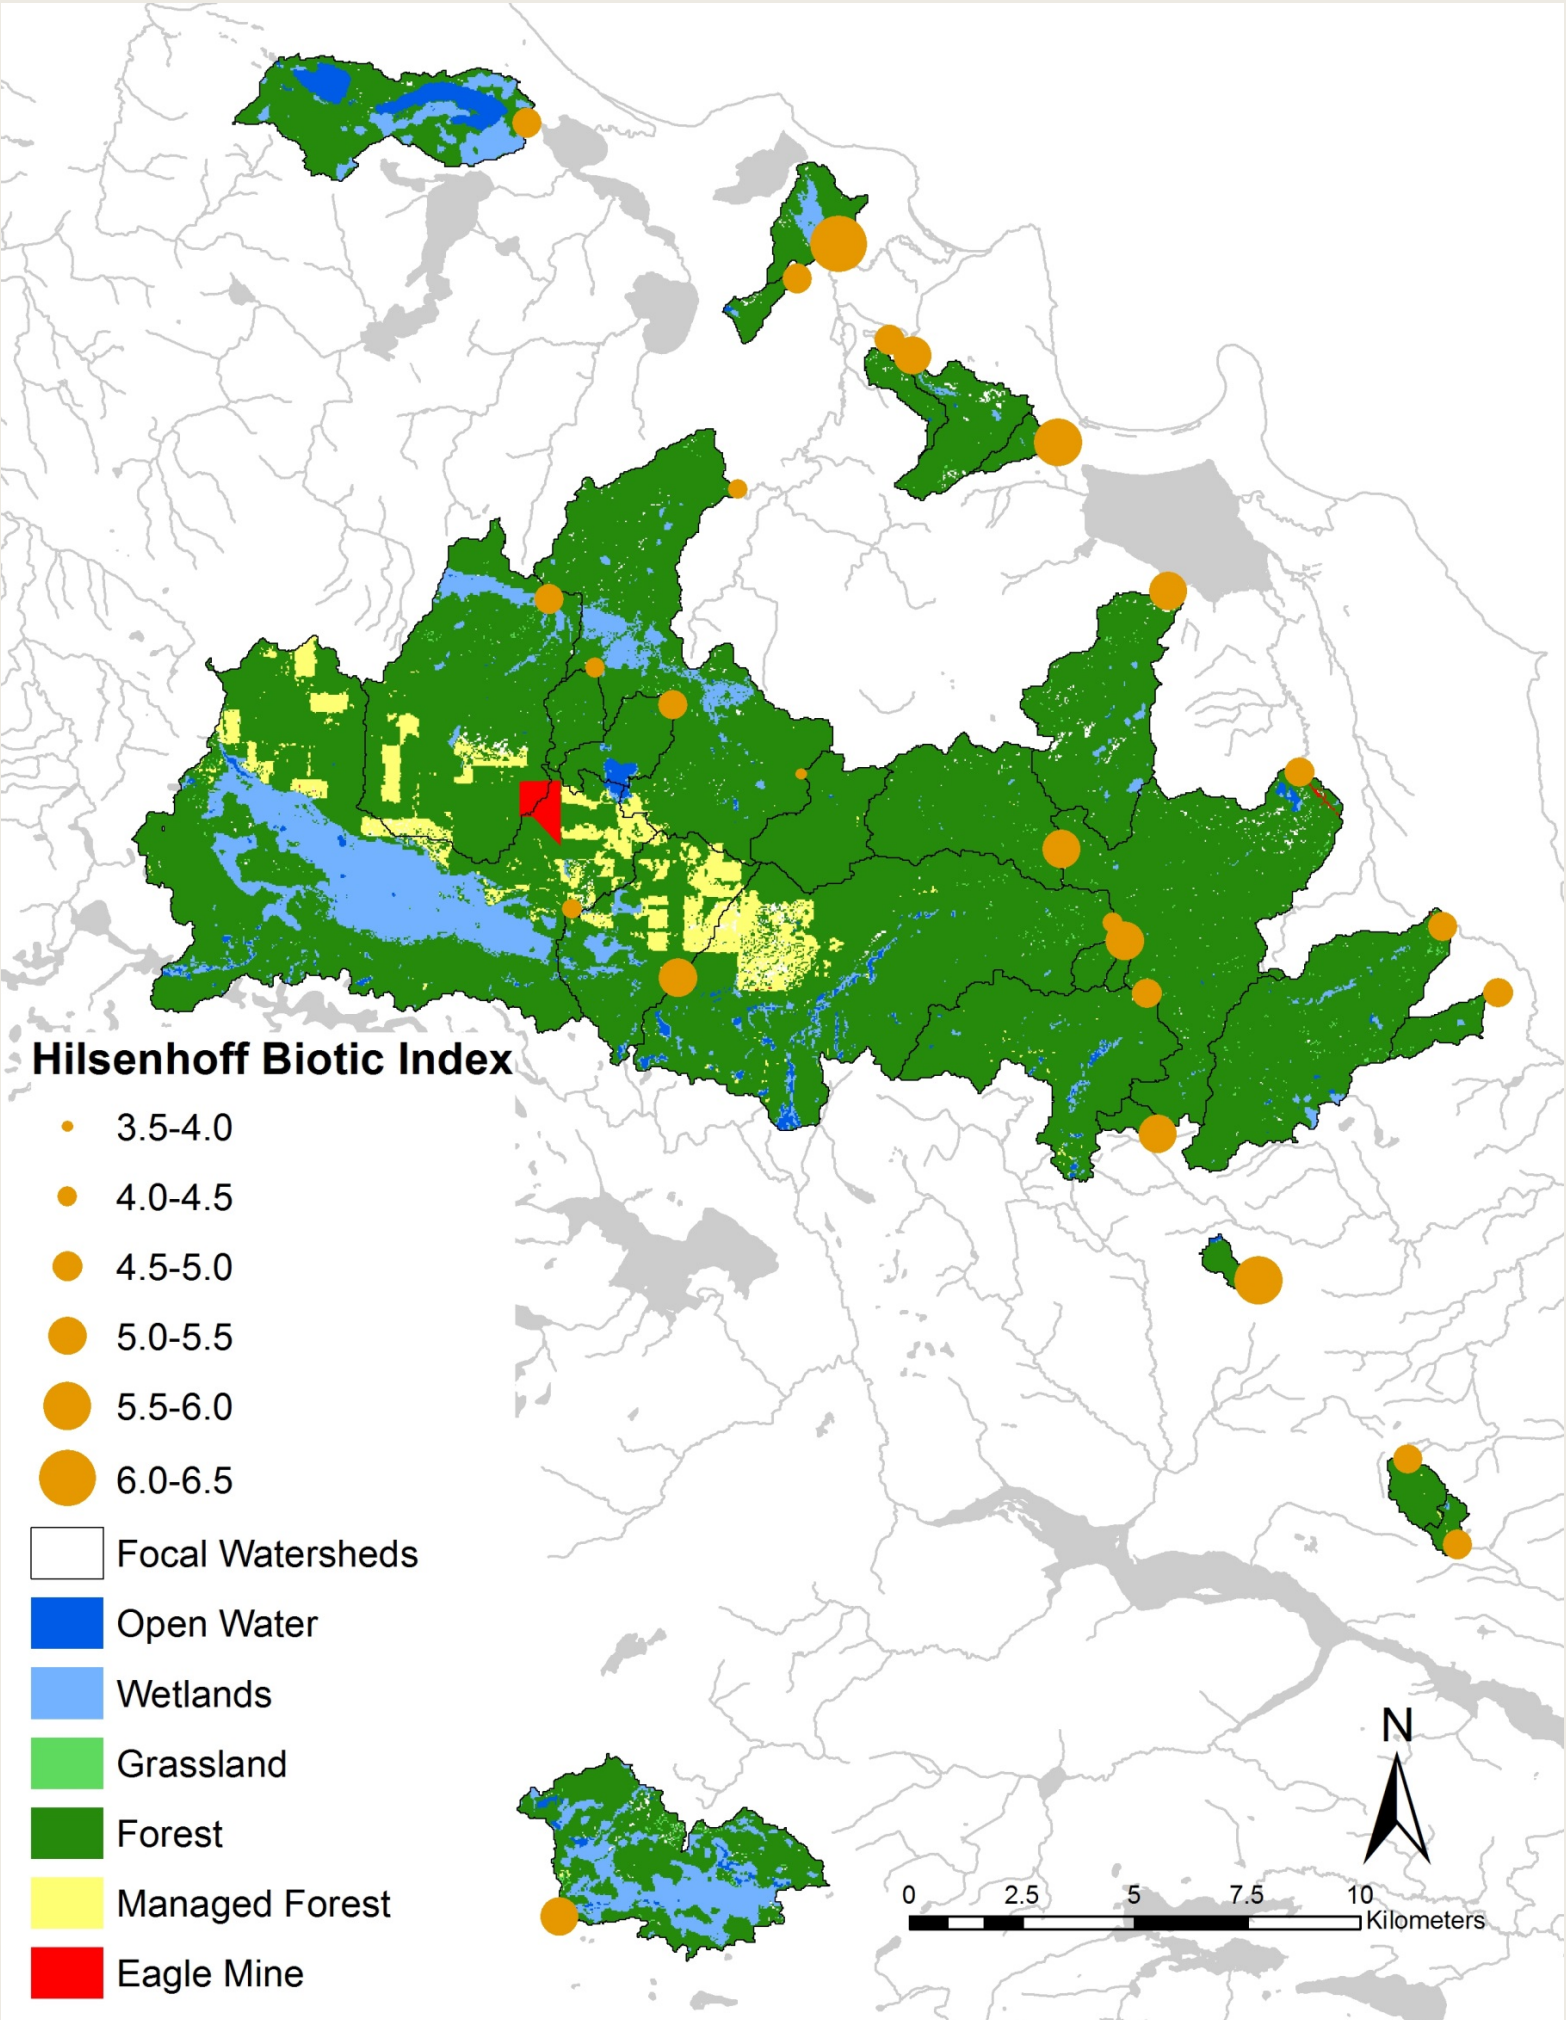 Hilsenhoff Biotic Index
3.5-4.0
4.0-4.5
4.5-5.0
5.0-5.5
5.5-6.0
6.0-6.5
Focal Watersheds
Open Water
Wetlands
Grassland
Forest
Managed Forest
Eagle Mine
N
0 2.5 5 7.5 10
Kilometers